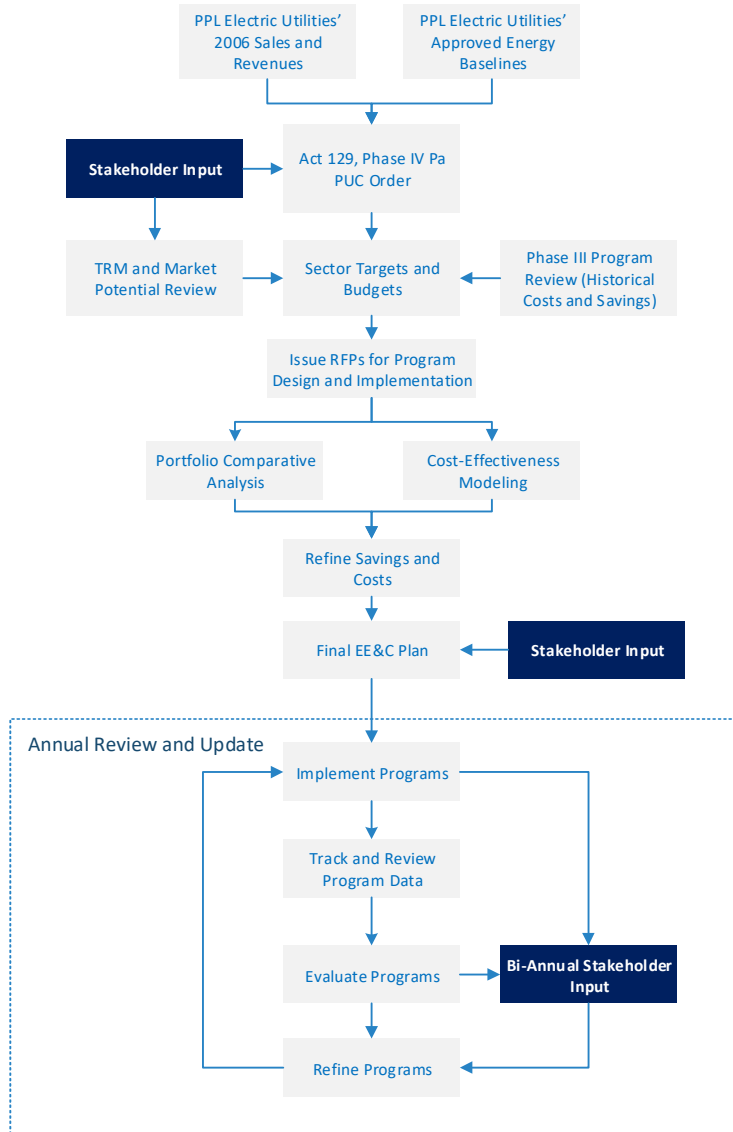 PPL Electric Utilities’
2006 Sales and
Revenues
PPL Electric Utilities’
Approved Energy
Baselines
Stakeholder Input
Act 129, Phase IV Pa
PUC Order
TRM and Market
Potential Review
Sector Targets and
Budgets
Phase III Program
Review (Historical
Costs and Savings)
Issue RFPs for Program
Design and Implementation
Portfolio Comparative
Analysis
Cost-Effectiveness
Modeling
Refine Savings and
Costs
Final EE&C Plan
Stakeholder Input
Annual Review and Update
Implement Programs
Track and Review
Program Data
Evaluate Programs
Bi-Annual Stakeholder
Input
Refine Programs